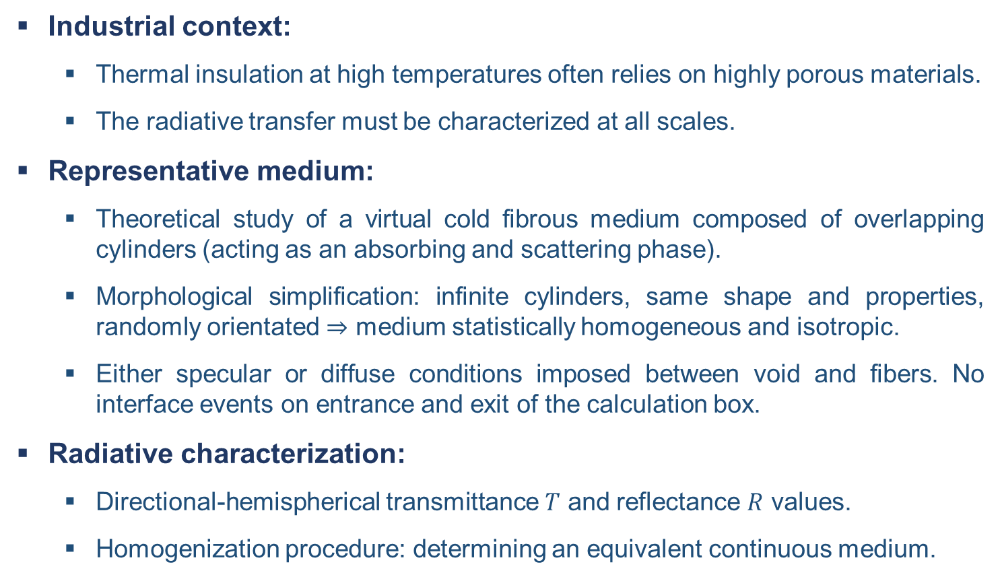 ▪ Industrial context:
▪ Thermal insulation at high temperatures often relies on highly porous materials.
▪ The radiative transfer must be characterized at all scales.
▪ Representative medium:
▪ Theoretical study of a virtual cold fibrous medium composed of overlapping
cylinders (acting as an absorbing and scattering phase).
▪ Morphological simplification: infinite cylinders, same shape and properties,
randomly orientated ⇒ medium statistically homogeneous and isotropic.
▪ Either specular or diffuse conditions imposed between void and fibers. No
interface events on entrance and exit of the calculation box.
▪ Radiative characterization:
▪ Directional-hemispherical transmittance 𝑇 and reflectance 𝑅 values.
▪ Homogenization procedure: determining an equivalent continuous medium.